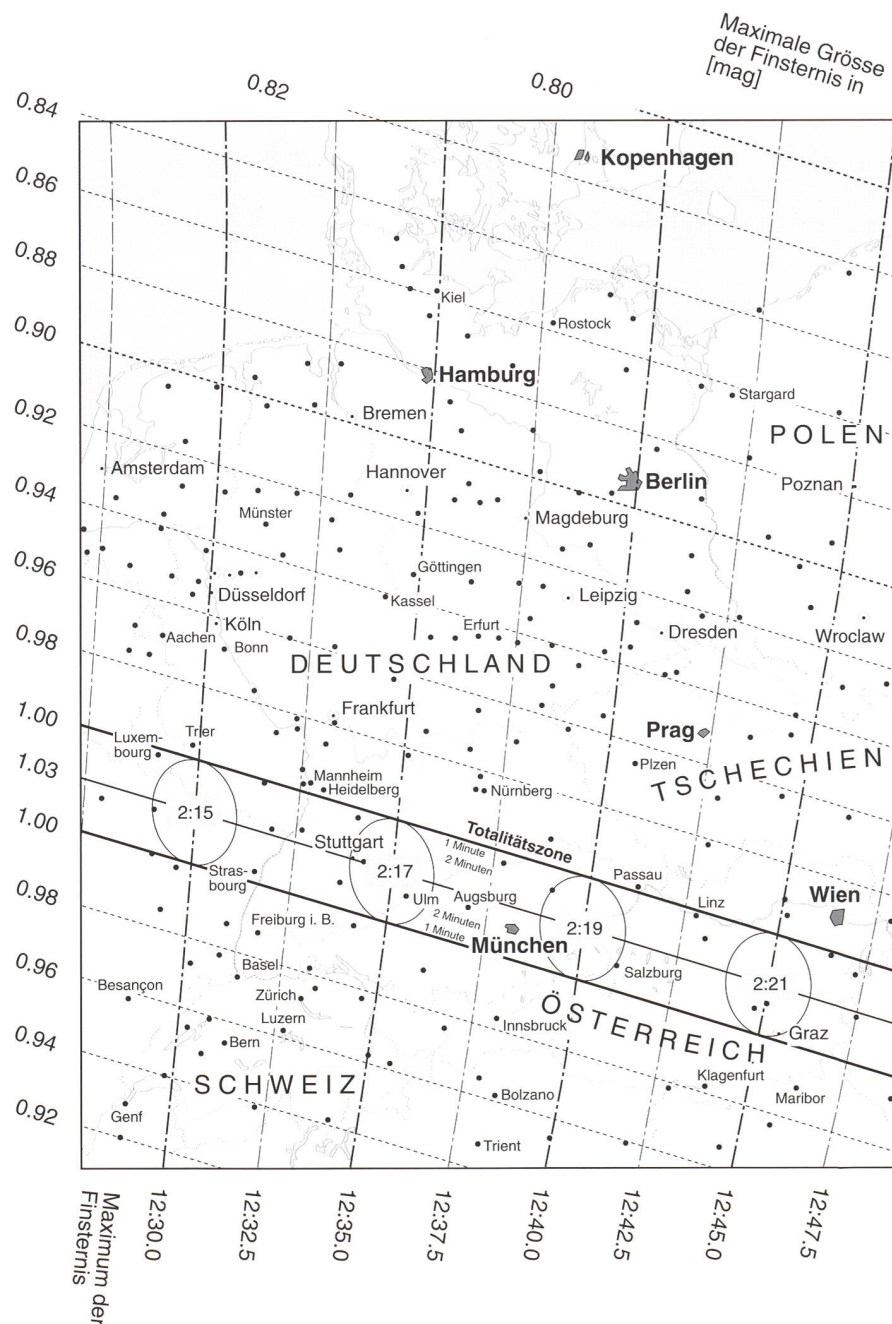 Maximale Grösse
der Finsternis in
[mag]
0.82
0.80
0.84
0.86
0.88
0.90
0.92
0.94
0.96
0.98
1.00
1.03
1.00
0.98
0.96
0.94
0.92
Kopenhagen
Kiel
Rostock
Hamburg
Stargard
Bremen
POLEN
Amsterdam
Hannover
Berlin
Poznan
Münster
Magdeburg
Göttingen
Düsseldorf
Kassel
Leipzig
Köln
Erfurt
Dresden
Wroclaw
Aachen
Bonn
DEUTSCHLAND
Frankfurt
Prag
Luxem-
bourg
Trier
Plzen
TSCHECHIEN
Mannheim
Heidelberg
Nürnberg
2:15
Totalitätszone
Stuttgart
1 Minute
2 Minuten
2:17
Passau
Stras-
bourg
Ulm
Augsburg
Linz
Wien
2 Minuten
1 Minute
2:19
Freiburg i. B.
München
Basel
Salzburg
2:21
Besançon
Zürich
ÖSTERREICH
Luzern
Innsbruck
Graz
Bern
SCHWEIZ
Klagenfurt
Bolzano
Maribor
Genf
Trient
Maximum der
Finsternis
12:30.0
12:32.5
12:35.0
12:37.5
12:40.0
12:42.5
12:45.0
12:47.5